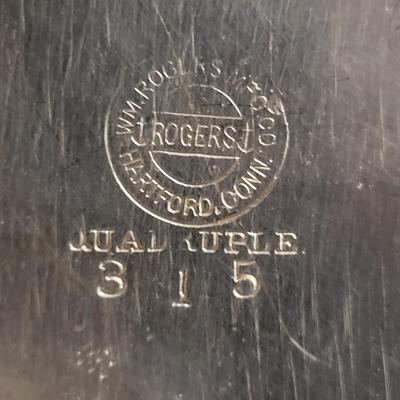 WM. ROGERS MFG. CO.
ROGERS
HARTFORD, CONN.
QUADRUPLE
3 1 5